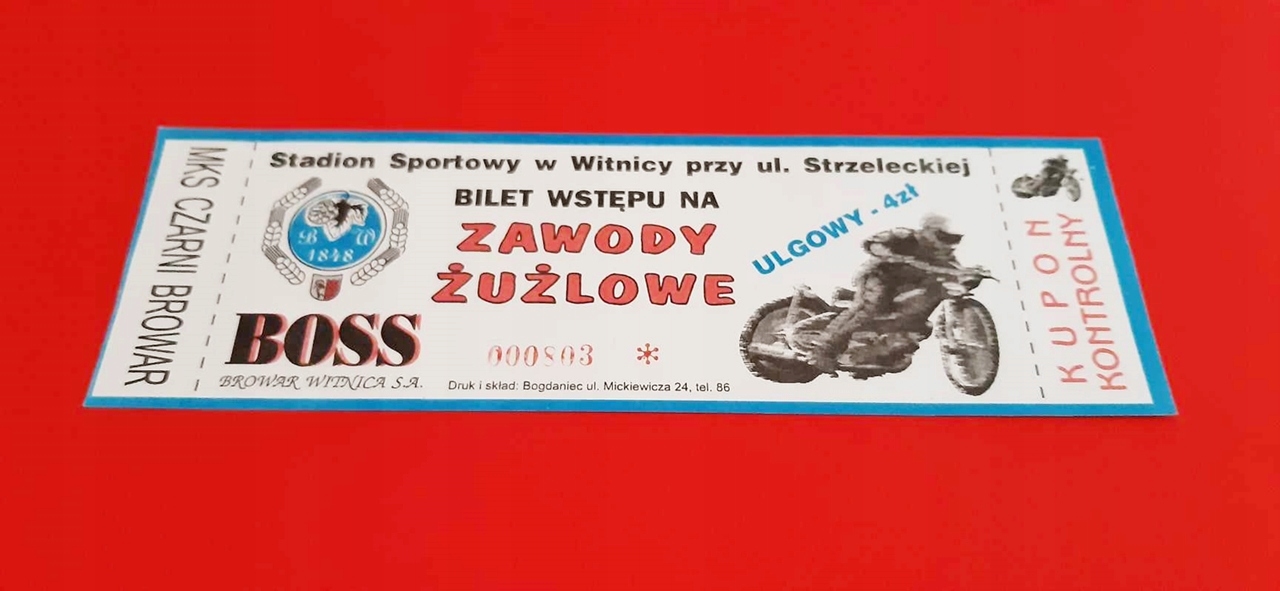 MKS CZARNI BROWAR
Stadion Sportowy w Witnicy przy ul. Strzeleckiej
BILET WSTĘPU NA
ZAWODY
ŻUŻLOWE
ULGOWY - 4zł
B W
1848
BOSS
BROWAR WITNICA S.A.
000803 *
Druk i skład: Bogdaniec ul. Mickiewicza 24, tel. 86
KUPON
KONTROLNY